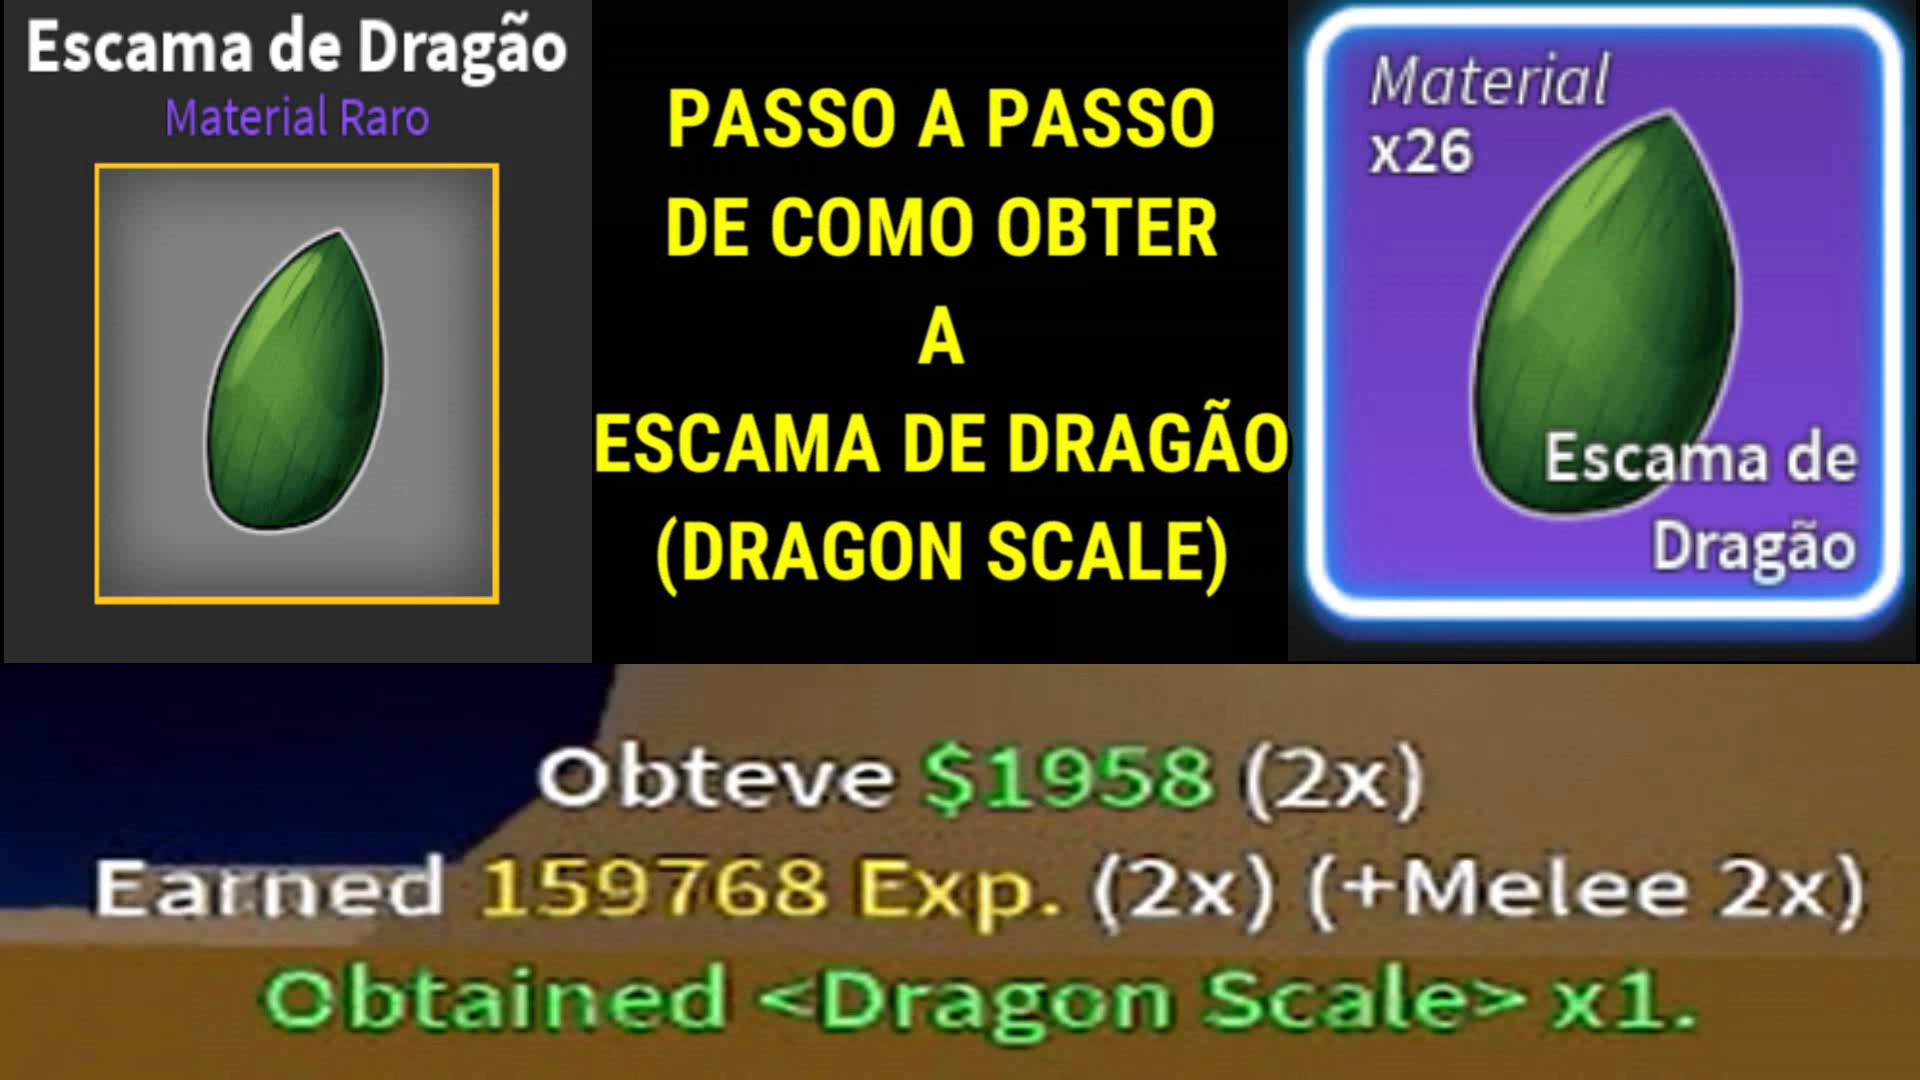 Escama de Dragão
Material Raro
PASSO A PASSO
DE COMO OBTER
A
ESCAMA DE DRAGÃO
(DRAGON SCALE)
Material
x26
Escama de
Dragão
Obteve $1958 (2x)
Earned 159768 Exp. (2x) (+Melee 2x)
Obtained <Dragon Scale> x1.